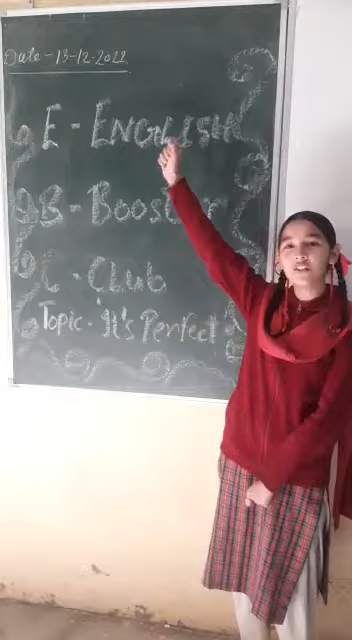 Date - 13-12-2022
E - ENGLISH
B - Booster
C - CLub
Topic - It's Perfect